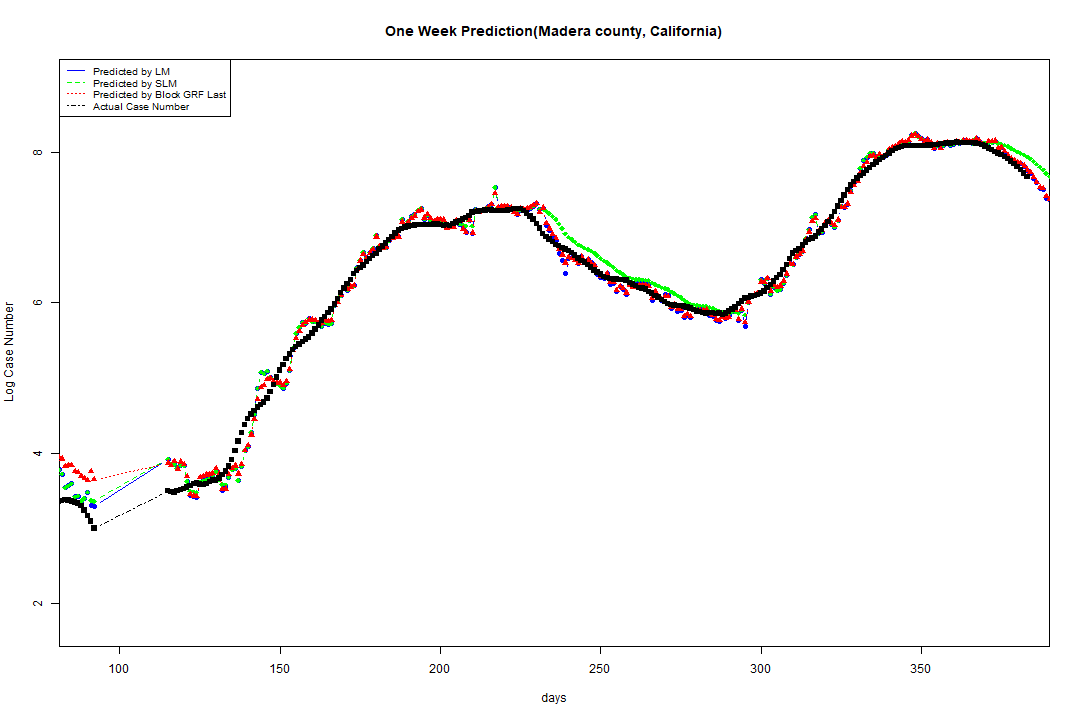 One Week Prediction(Madera county, California)
Predicted by LM
Predicted by SLM
Predicted by Block GRF Last
Actual Case Number
8
6
4
2
Log Case Number
100 150 200 250 300 350
days